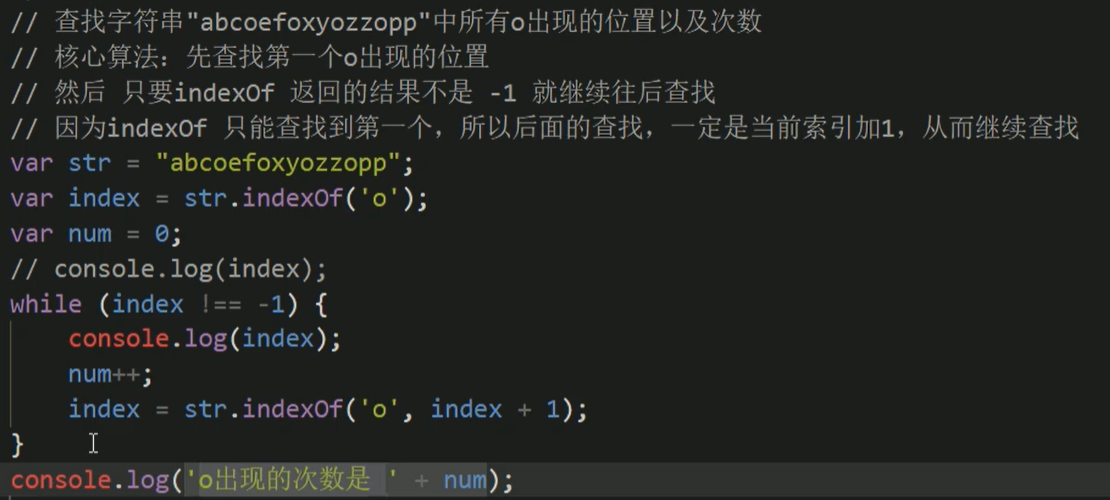 // 查找字符串"abcoefoxyozzopp"中所有o出现的位置以及次数
// 核心算法：先查找第一个o出现的位置
// 然后 只要indexOf 返回的结果不是 -1 就继续往后查找
// 因为indexOf 只能查找到第一个，所以后面的查找，一定是当前索引加1，从而继续查找
var str = "abcoefoxyozzopp";
var index = str.indexOf('o');
var num = 0;
// console.log(index);
while (index !== -1) {
    console.log(index);
    num++;
    index = str.indexOf('o', index + 1);
}
console.log('o出现的次数是 ' + num);